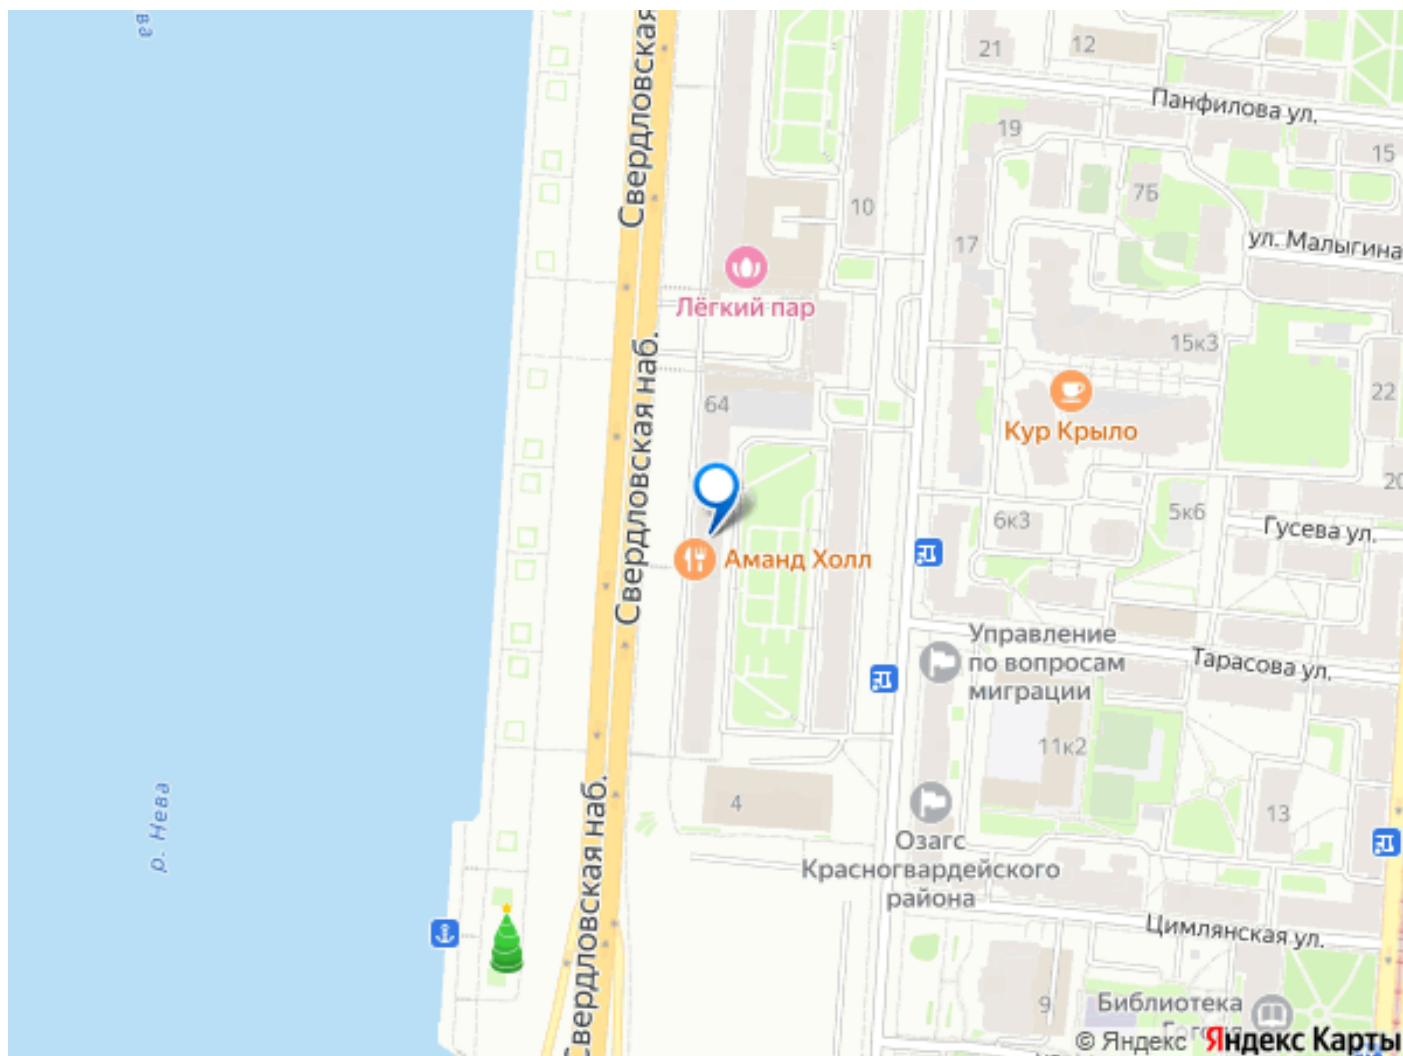 ва
Свердловская
21
12
Панфилова ул.
19
15
7Б
10
17
ул. Малыгина
Лёгкий пар
15к3
Свердловская наб.
64
22
Кур Крыло
20
5к6
6к3
Гусева ул.
Аманд Холл
Управление
по вопросам
миграции
Тарасова ул.
11к2
4
13
р. Нева
Свердловская наб.
Озагс
Красногвардейского
района
Цимлянская ул.
Свердловская наб.
9
Библиотека
© Яндекс Яндекс Карты